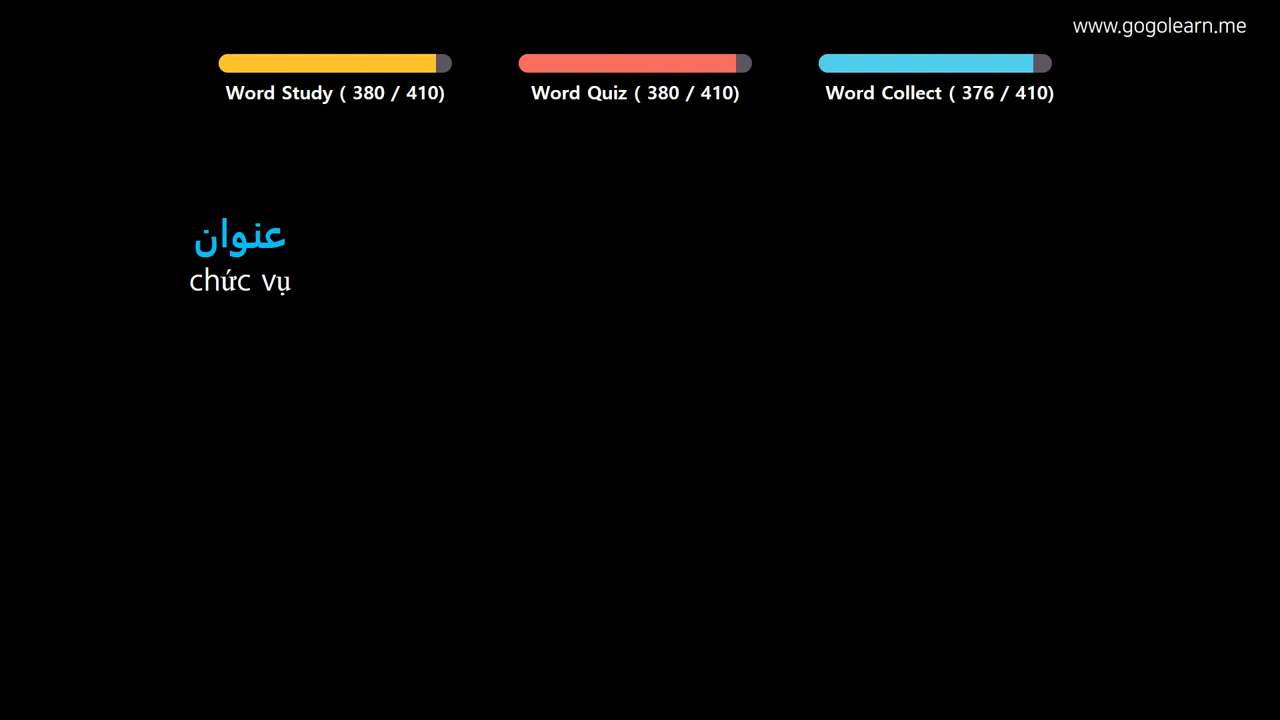 www.gogolearn.me
Word Study ( 380 / 410)
Word Quiz ( 380 / 410)
Word Collect ( 376 / 410)
عنوان
chức vụ